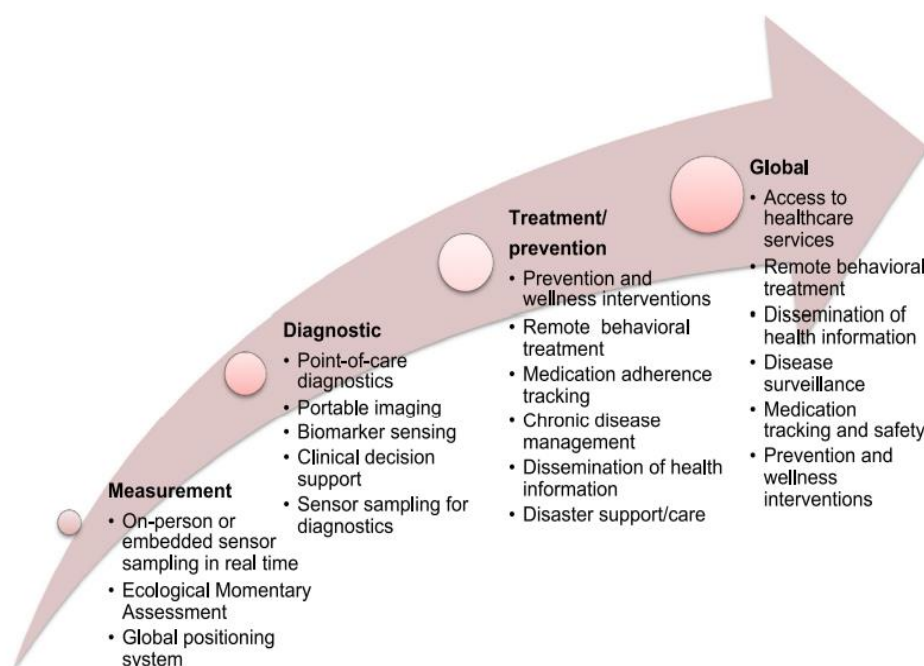 Measurement
• On-person or
embedded sensor
sampling in real time
• Ecological Momentary
Assessment
• Global positioning
system
Diagnostic
• Point-of-care
diagnostics
• Portable imaging
• Biomarker sensing
• Clinical decision
support
• Sensor sampling for
diagnostics
Treatment/
prevention
• Prevention and
wellness interventions
• Remote behavioral
treatment
• Medication adherence
tracking
• Chronic disease
management
• Dissemination of health
information
• Disaster support/care
Global
• Access to
healthcare
services
• Remote behavioral
treatment
• Dissemination of
health information
• Disease
surveillance
• Medication
tracking and safety
• Prevention and
wellness
interventions